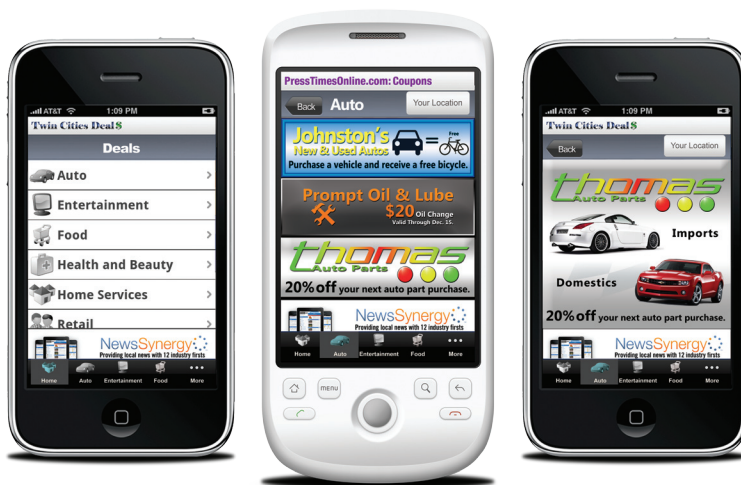 AT&T 1:09 PM
Twin Cities Deal$
Deals
Auto
Entertainment
Food
Health and Beauty
Home Services
Retail
NewsSynergy
Providing local news with 12 industry firsts
Home Auto Entertainment Food More
PressTimesOnline.com: Coupons
Back Auto Your Location
Johnston's
New & Used Autos
= Free
Purchase a vehicle and receive a free bicycle.
Prompt Oil & Lube
$20 Oil Change
Valid Through Dec. 15.
thomas
Auto Parts
20% off your next auto part purchase.
NewsSynergy
Providing local news with 12 industry firsts
Home Auto Entertainment Food More
MENU
AT&T 1:09 PM
Twin Cities Deal$
Back Your Location
thomas
Auto Parts
Imports
Domestics
20% off your next auto part purchase.
NewsSynergy
Providing local news with 12 industry firsts
Home Auto Entertainment Food More